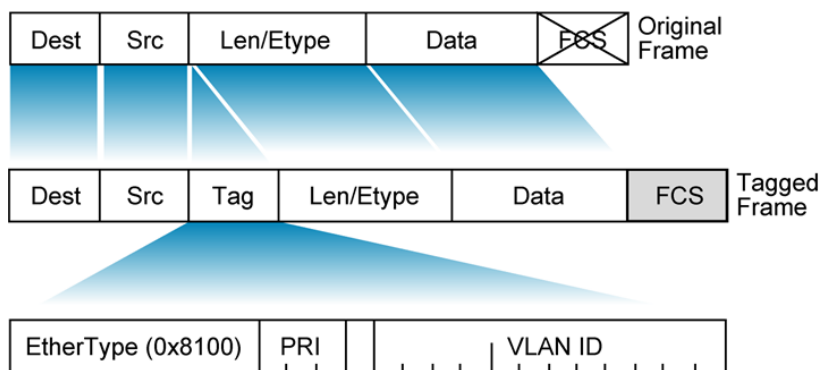 Dest Src Len/Etype Data FCS Original
Frame
Dest Src Tag Len/Etype Data FCS Tagged
Frame
EtherType (0x8100) PRI VLAN ID